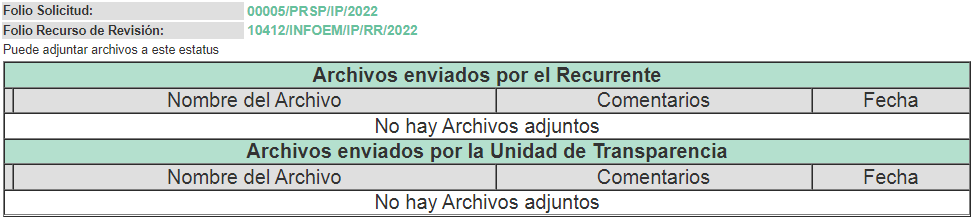 Folio Solicitud: 00005/PRSP/IP/2022
Folio Recurso de Revisión: 10412/INFOEM/IP/RR/2022
Puede adjuntar archivos a este estatus
Archivos enviados por el Recurrente
Nombre del Archivo Comentarios Fecha
No hay Archivos adjuntos
Archivos enviados por la Unidad de Transparencia
Nombre del Archivo Comentarios Fecha
No hay Archivos adjuntos